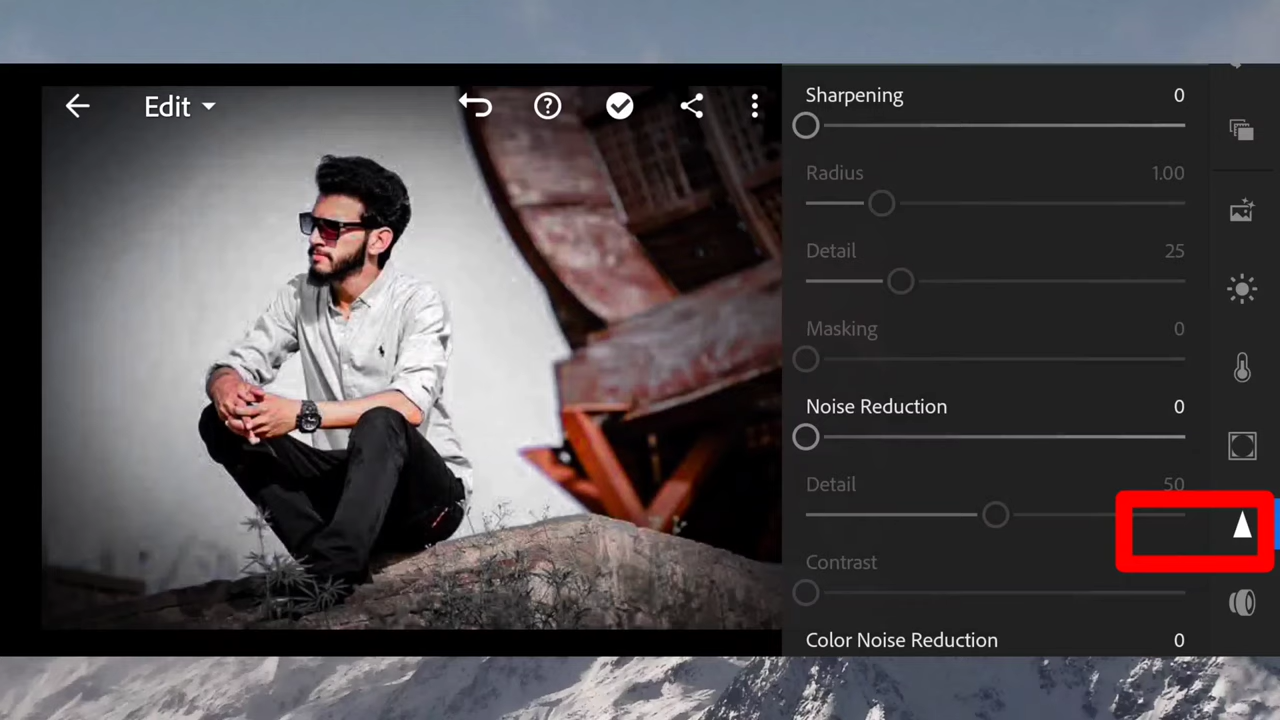 Edit
Sharpening 0
Radius 1.00
Detail 25
Masking 0
Noise Reduction 0
Detail 50
Contrast
Color Noise Reduction 0